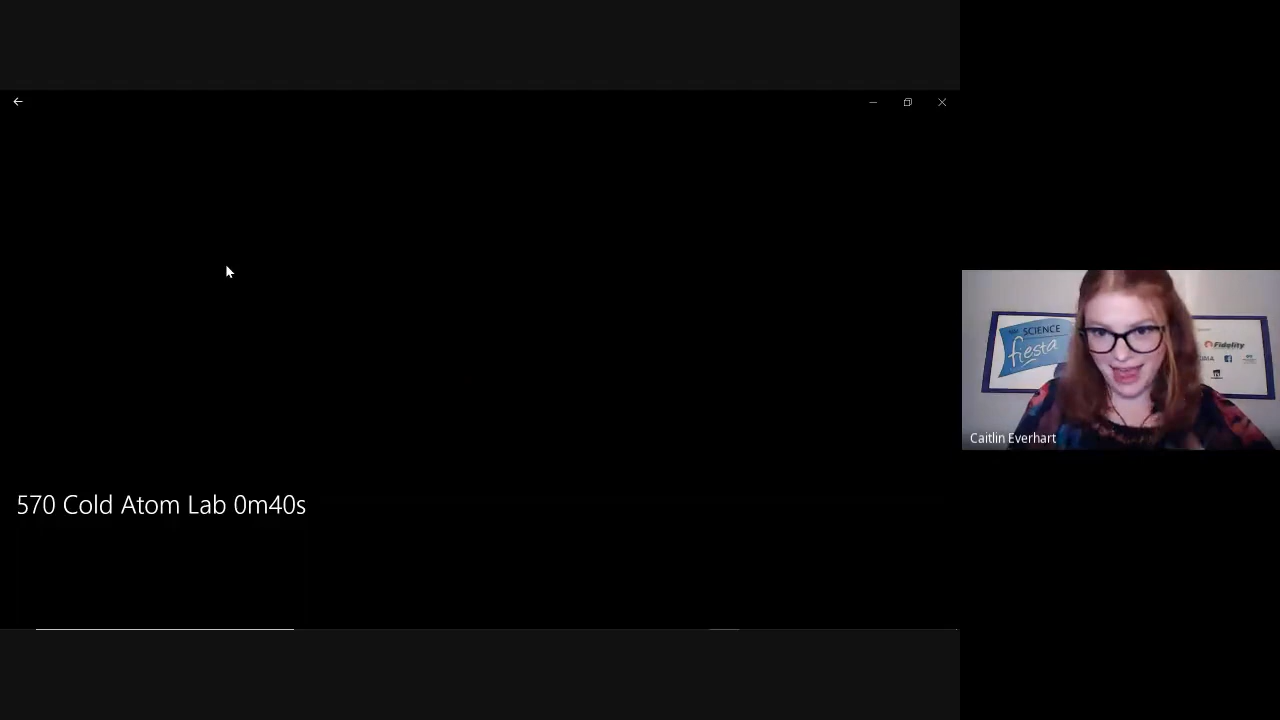 570 Cold Atom Lab 0m40s
SCIENCE
fiesta
Fidelity
Caitlin Everhart